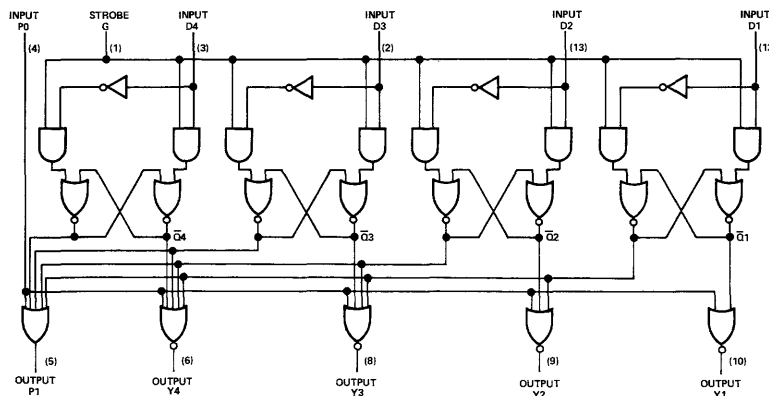 INPUT
P0
(4)
STROBE
G
(1)
INPUT
D4
(3)
INPUT
D3
(2)
INPUT
D2
(13)
INPUT
D1
Q̅4
Q̅3
Q̅2
Q̅1
(5)
(6)
(8)
(9)
(10)
OUTPUT
P1
OUTPUT
Y4
OUTPUT
Y3
OUTPUT
Y2
OUTPUT
Y1